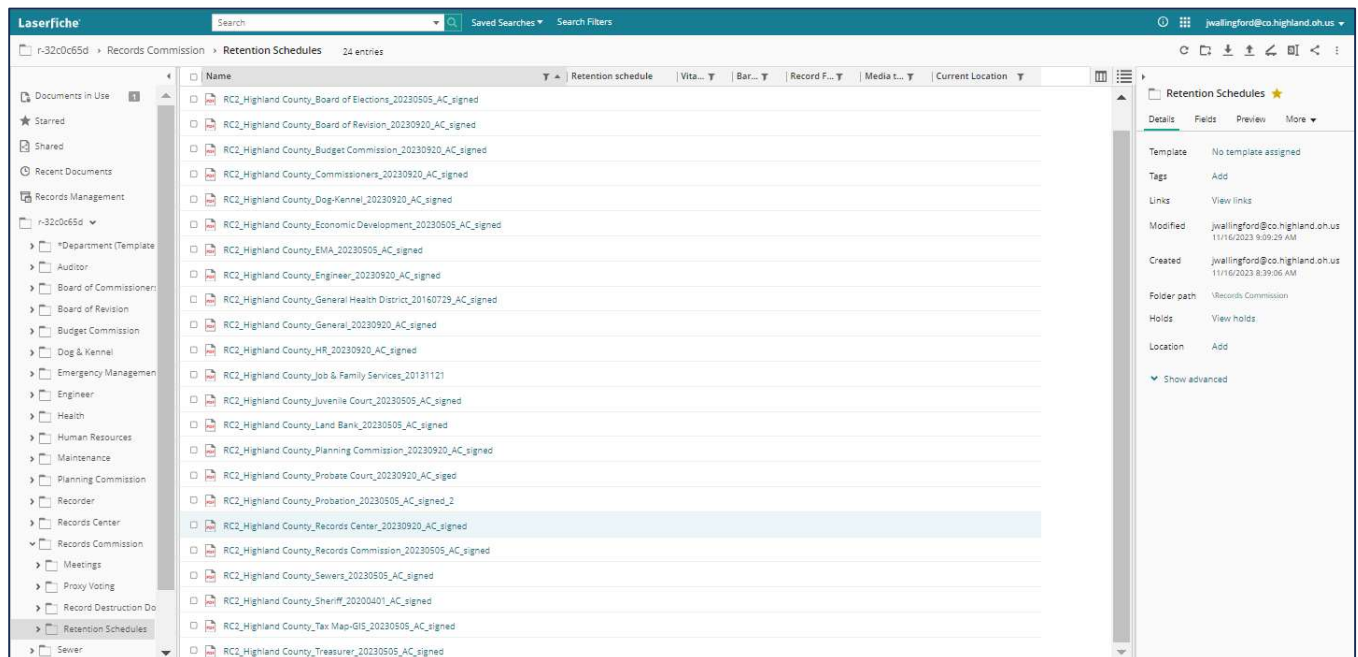 Laserfiche
Search
Saved Searches
Search Filters
jwallingford@co.highland.oh.us
r-32c0c65d > Records Commission > Retention Schedules 24 entries
Documents in Use 1
Starred
Shared
Recent Documents
Records Management
r-32c0c65d
*Department (Template
Auditor
Board of Commissioners
Board of Revision
Budget Commission
Dog & Kennel
Emergency Managemen
Engineer
Health
Human Resources
Maintenance
Planning Commission
Recorder
Records Center
Records Commission
Meetings
Proxy Voting
Record Destruction Do
Retention Schedules
Sewer
Name Retention schedule Vita... Bar... Record F... Media t... Current Location
RC2_Highland County_Board of Elections_20230505_AC_signed
RC2_Highland County_Board of Revision_20230920_AC_signed
RC2_Highland County_Budget Commission_20230920_AC_signed
RC2_Highland County_Commissioners_20230920_AC_signed
RC2_Highland County_Dog-Kennel_20230920_AC_signed
RC2_Highland County_Economic Development_20230505_AC_signed
RC2_Highland County_EMA_20230505_AC_signed
RC2_Highland County_Engineer_20230920_AC_signed
RC2_Highland County_General Health District_20160729_AC_signed
RC2_Highland County_General_20230920_AC_signed
RC2_Highland County_HR_20230920_AC_signed
RC2_Highland County_Job & Family Services_20131121
RC2_Highland County_Juvenile Court_20230505_AC_signed
RC2_Highland County_Land Bank_20230505_AC_signed
RC2_Highland County_Planning Commission_20230920_AC_signed
RC2_Highland County_Probate Court_20230920_AC_siged
RC2_Highland County_Probation_20230505_AC_signed_2
RC2_Highland County_Records Center_20230920_AC_signed
RC2_Highland County_Records Commission_20230505_AC_signed
RC2_Highland County_Sewers_20230505_AC_signed
RC2_Highland County_Sheriff_20200401_AC_signed
RC2_Highland County_Tax Map-GIS_20230505_AC_signed
RC2_Highland County_Treasurer_20230505_AC_signed
Retention Schedules
Details Fields Preview More
Template No template assigned
Tags Add
Links View links
Modified jwallingford@co.highland.oh.us
11/16/2023 9:09:29 AM
Created jwallingford@co.highland.oh.us
11/16/2023 8:39:06 AM
Folder path \Records Commission
Holds View holds
Location Add
Show advanced